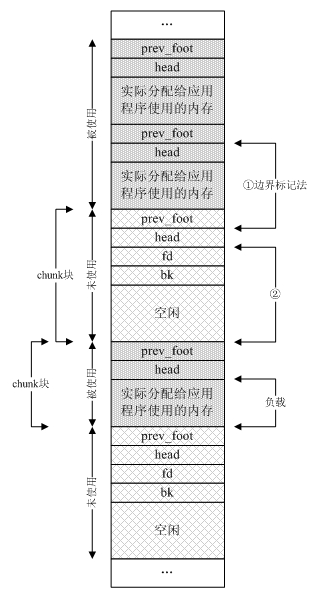 ...
prev_foot
head
实际分配给应用
程序使用的内存
prev_foot
head
实际分配给应用
程序使用的内存
被使用
①边界标记法
prev_foot
head
fd
bk
空闲
未使用
chunk块
②
prev_foot
head
实际分配给应用
程序使用的内存
被使用
chunk块
负载
prev_foot
head
fd
bk
空闲
未使用
...